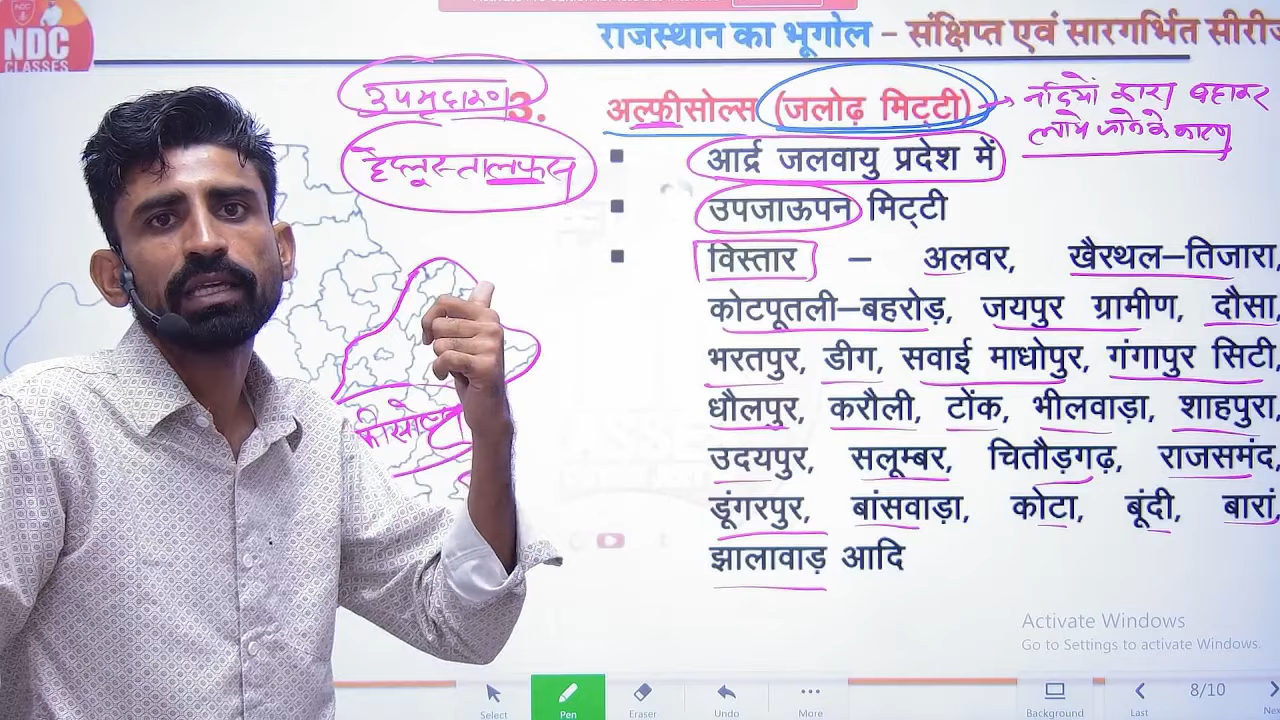 NDC
CLASSES
राजस्थान का भूगोल – संक्षिप्त एवं सारगर्भित सीरीज
3. अल्फीसोल्स (जलोढ़ मिट्टी) → नदियों द्वारा बहाकर
लाये जाने के कारण
उपमृदागण
हेप्लूस्तालफस
आर्द्र जलवायु प्रदेश में
उपजाऊपन मिट्टी
विस्तार – अलवर, खैरथल–तिजारा,
कोटपूतली–बहरोड़, जयपुर ग्रामीण, दौसा,
भरतपुर, डीग, सवाई माधोपुर, गंगापुर सिटी,
धौलपुर, करौली, टोंक, भीलवाड़ा, शाहपुरा,
उदयपुर, सलूम्बर, चितौड़गढ़, राजसमंद,
डूंगरपुर, बांसवाड़ा, कोटा, बूंदी, बारां,
झालावाड़ आदि
Activate Windows
Go to Settings to activate Windows.
Select Pen Eraser Undo More Background Last 8/10